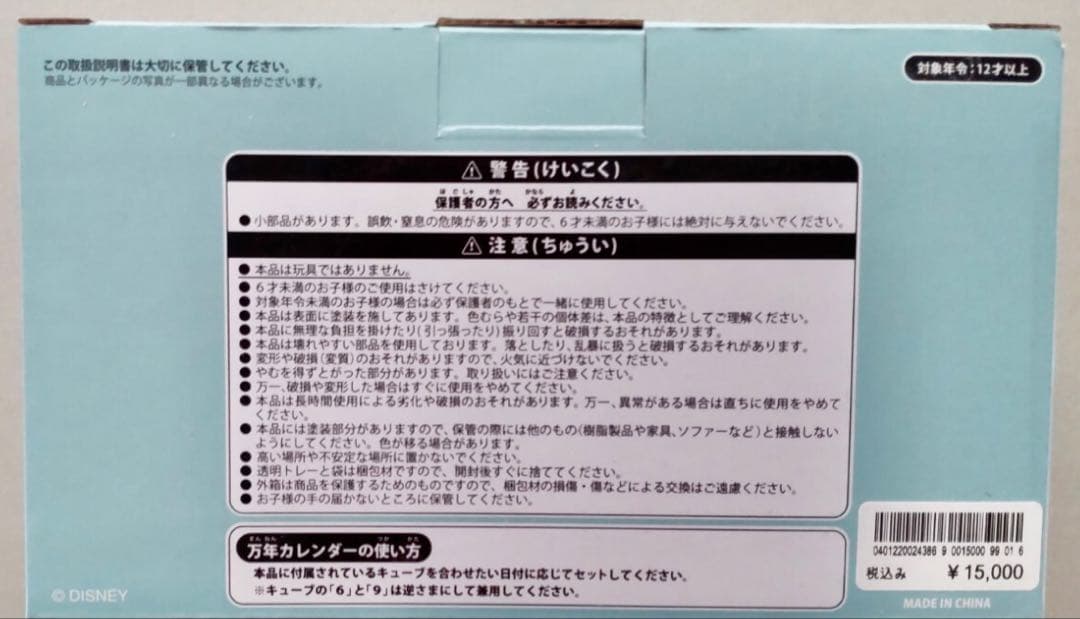 この取扱説明書は大切に保管してください。
商品とパッケージの写真が一部異なる場合がございます。
対象年令:12才以上
⚠ 警告(けいこく)
ほごしゃ かた かなら よ
保護者の方へ 必ずお読みください。
● 小部品があります。誤飲・窒息の危険がありますので、6才未満のお子様には絶対に与えないでください。
⚠ 注意(ちゅうい)
● 本品は玩具ではありません。
● 6才未満のお子様のご使用はさけてください。
● 対象年令未満のお子様の場合は必ず保護者のもとで一緒に使用してください。
● 本品は表面に塗装を施してあります。色むらや若干の個体差は、本品の特徴としてご理解ください。
● 本品に無理な負担を掛けたり(引っ張ったり)振り回すと破損するおそれがあります。
● 本品は壊れやすい部品を使用しております。落としたり、乱暴に扱うと破損するおそれがあります。
● 変形や破損(変質)のおそれがありますので、火気に近づけないでください。
● やむを得ずとがった部分があります。取り扱いにはご注意ください。
● 万一、破損や変形した場合はすぐに使用をやめてください。
● 本品は長時間使用による劣化や破損のおそれがあります。万一、異常がある場合は直ちに使用をやめて
ください。
● 本品には塗装部分がありますので、保管の際には他のもの(樹脂製品や家具、ソファーなど)と接触しない
ようにしてください。色が移る場合があります。
● 高い場所や不安定な場所に置かないでください。
● 透明トレーと袋は梱包材ですので、開封後すぐに捨ててください。
● 外箱は商品を保護するためのものですので、梱包材の損傷・傷などによる交換はご遠慮ください。
● お子様の手の届かないところに保管してください。
まんねん つか かた
万年カレンダーの使い方
本品に付属されているキューブを合わせたい日付に応じてセットしてください。
※キューブの「6」と「9」は逆さまにして兼用してください。
0401220024386 9 0015000 99 01 6
税込み ¥15,000
© DISNEY
MADE IN CHINA